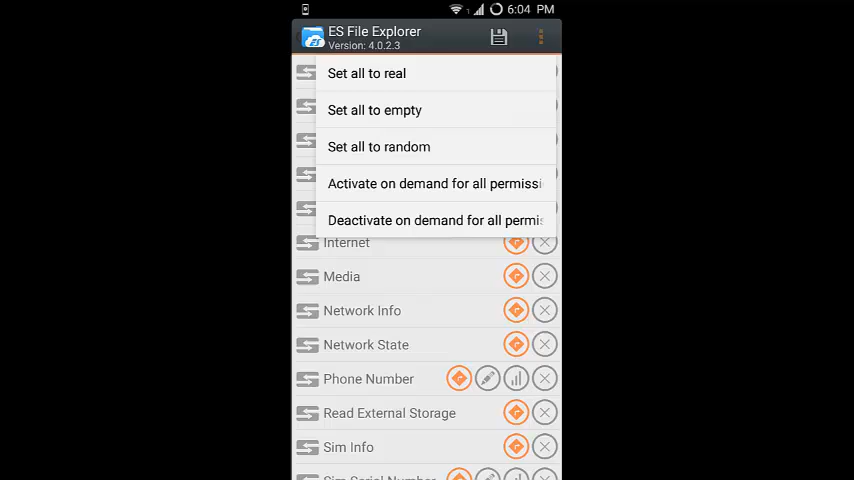 1
6:04 PM
ES File Explorer
Version: 4.0.2.3
Set all to real
Set all to empty
Set all to random
Activate on demand for all permissi
Deactivate on demand for all permis
Internet
Media
Network Info
Network State
Phone Number
Read External Storage
Sim Info
Sim Serial Number